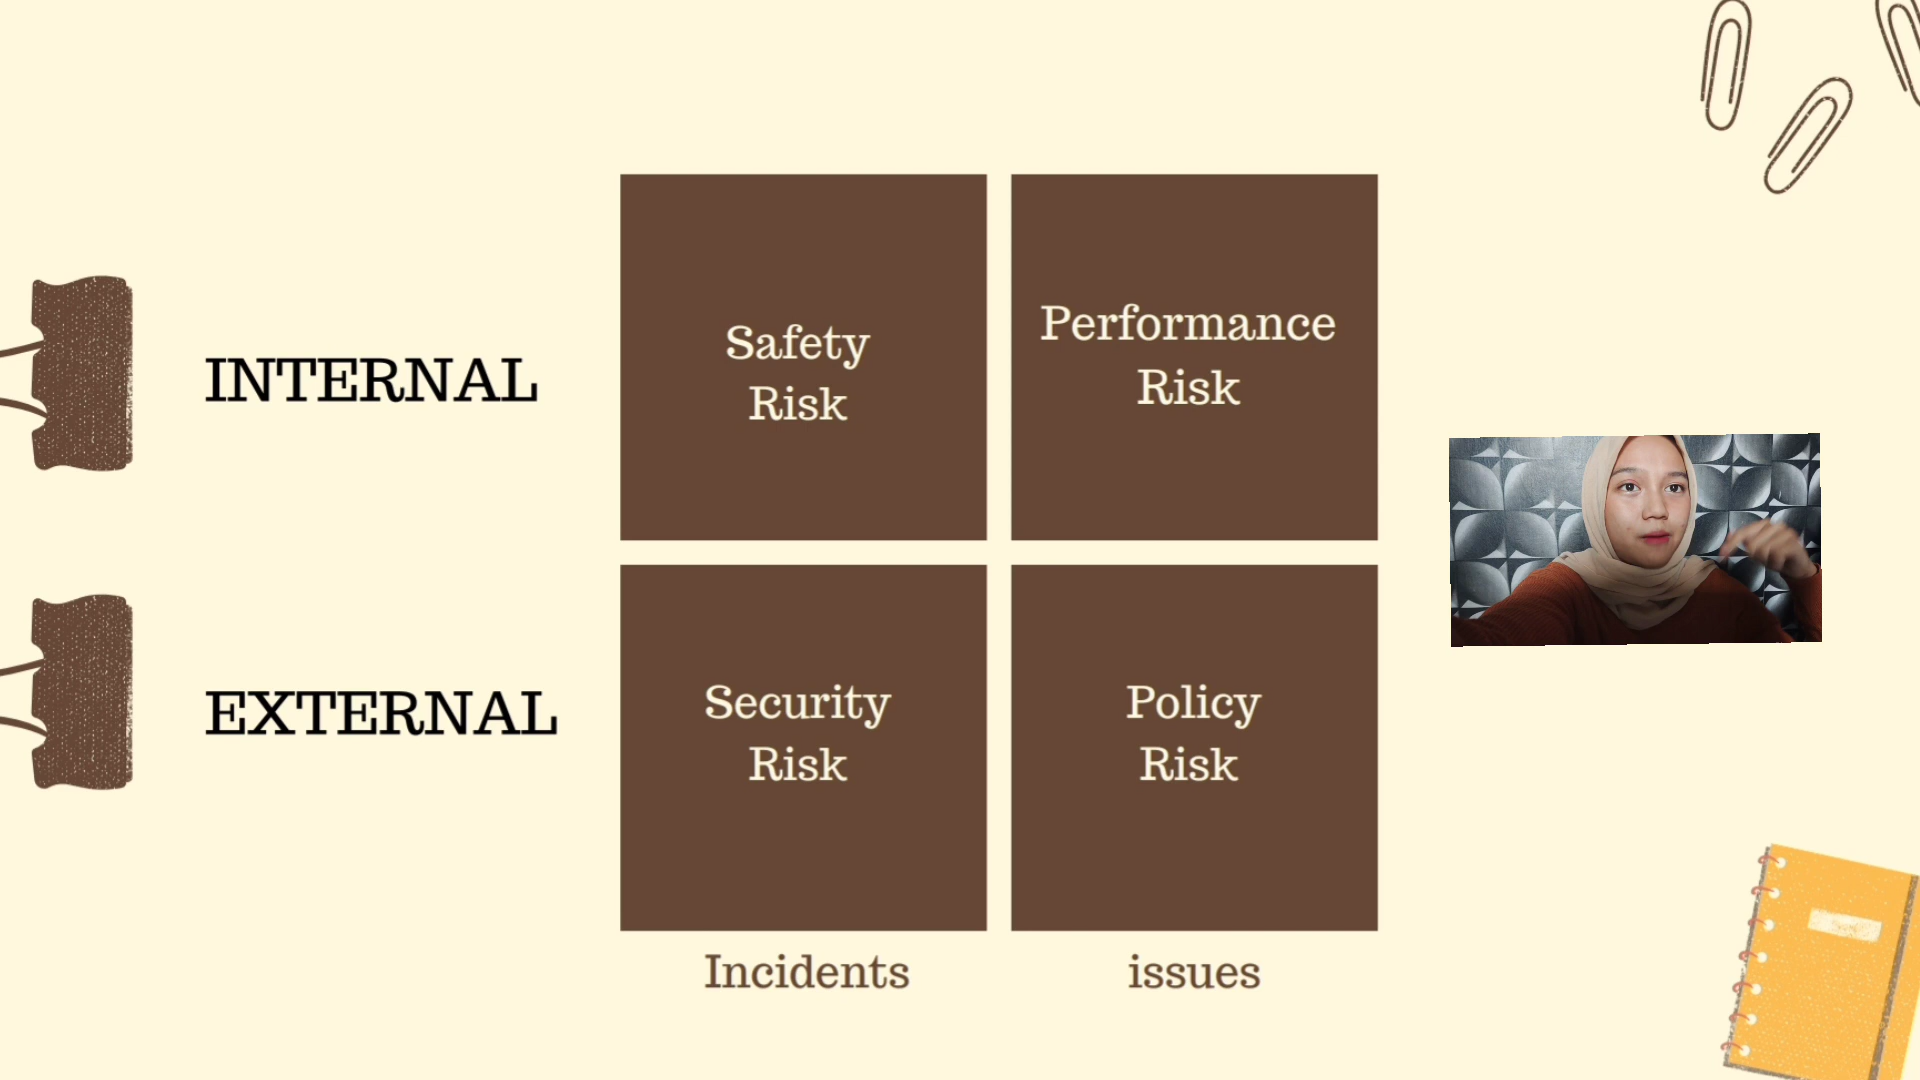 INTERNAL
Safety
Risk
Performance
Risk
EXTERNAL
Security
Risk
Policy
Risk
Incidents
issues